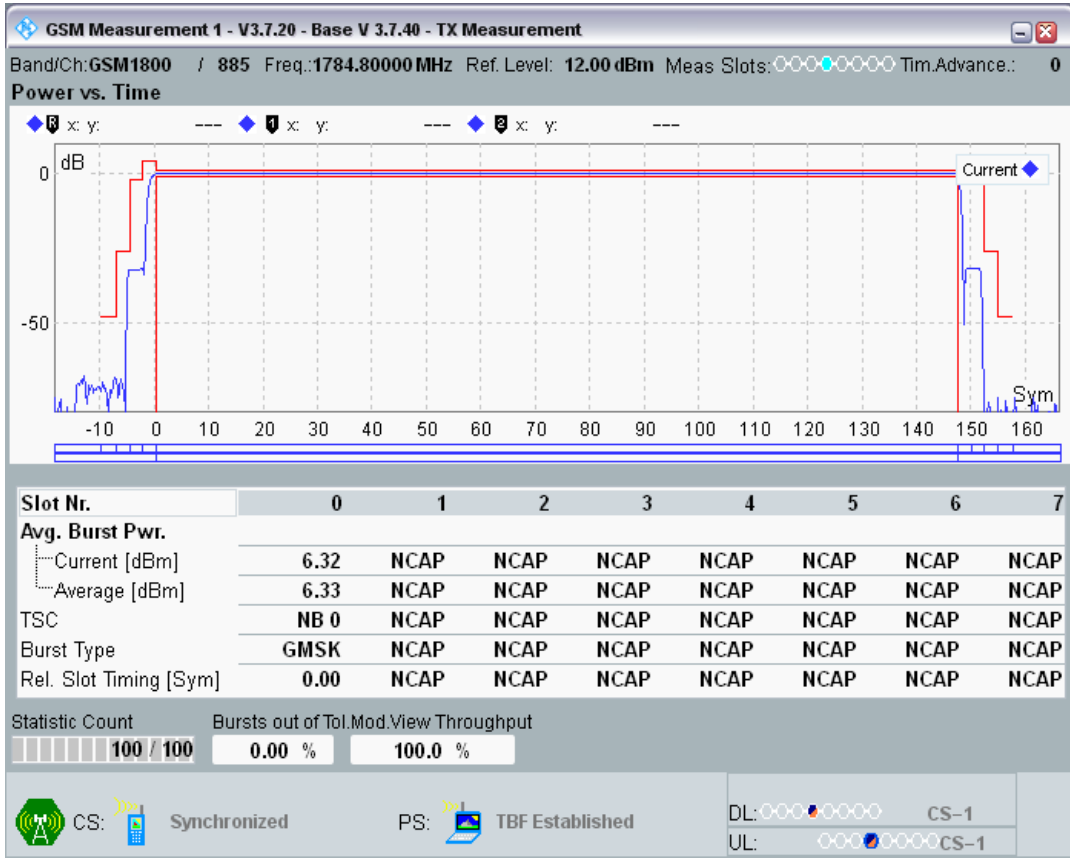 GSM Measurement 1 - V3.7.20 - Base V 3.7.40 - TX Measurement
Band/Ch:GSM1800 / 885 Freq.:1784.80000 MHz Ref. Level: 12.00 dBm Meas Slots: Tim.Advance.: 0
Power vs. Time
R x: y: --- 1 x: y: --- 2 x: y: ---
dB
Current
0
-50
Sym
-10 0 10 20 30 40 50 60 70 80 90 100 110 120 130 140 150 160
Slot Nr. 0 1 2 3 4 5 6 7
Avg. Burst Pwr.
Current [dBm] 6.32 NCAP NCAP NCAP NCAP NCAP NCAP NCAP
Average [dBm] 6.33 NCAP NCAP NCAP NCAP NCAP NCAP NCAP
TSC NB 0 NCAP NCAP NCAP NCAP NCAP NCAP NCAP
Burst Type GMSK NCAP NCAP NCAP NCAP NCAP NCAP NCAP
Rel. Slot Timing [Sym] 0.00 NCAP NCAP NCAP NCAP NCAP NCAP NCAP
Statistic Count Bursts out of Tol.Mod.View Throughput
100 / 100 0.00 % 100.0 %
CS: Synchronized PS: TBF Established
DL: CS-1
UL: CS-1